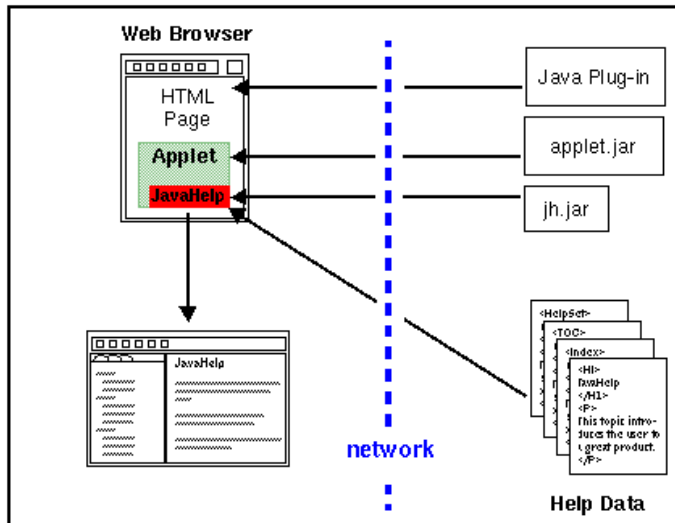 Web Browser
HTML
Page
Applet
JavaHelp
Java Plug-in
applet.jar
jh.jar
JavaHelp
network
<HelpSet>
<TOC>
<Index>
<H1>
JavaHelp
</H1>
<P>
This topic intro-
duces the user to
a great product.
</P>
Help Data